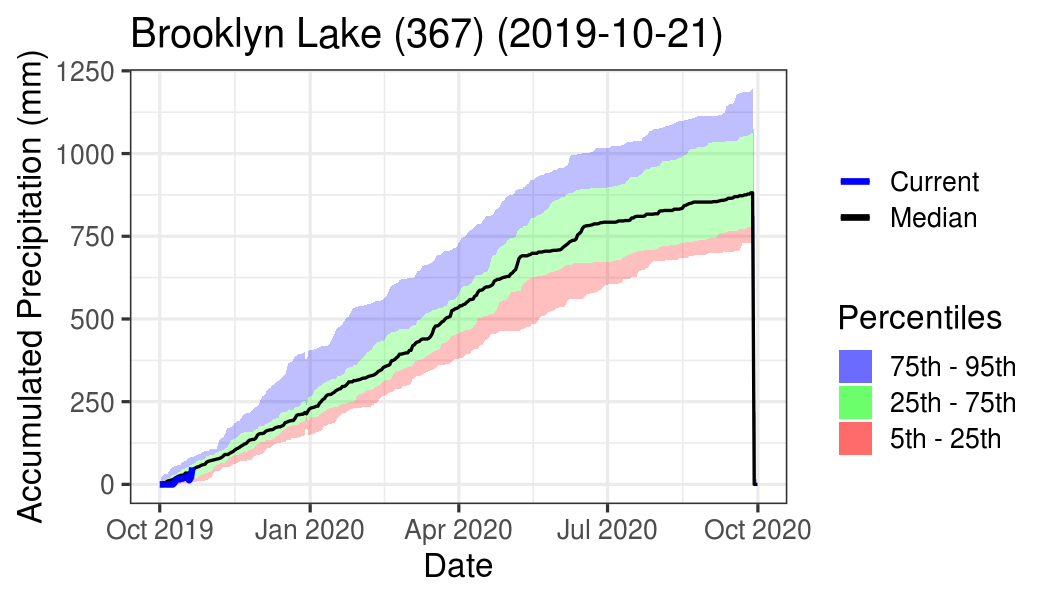 Brooklyn Lake (367) (2019-10-21)
Accumulated Precipitation (mm)
1250
1000
750
500
250
0
Oct 2019
Jan 2020
Apr 2020
Jul 2020
Oct 2020
Date
Current
Median
Percentiles
75th - 95th
25th - 75th
5th - 25th